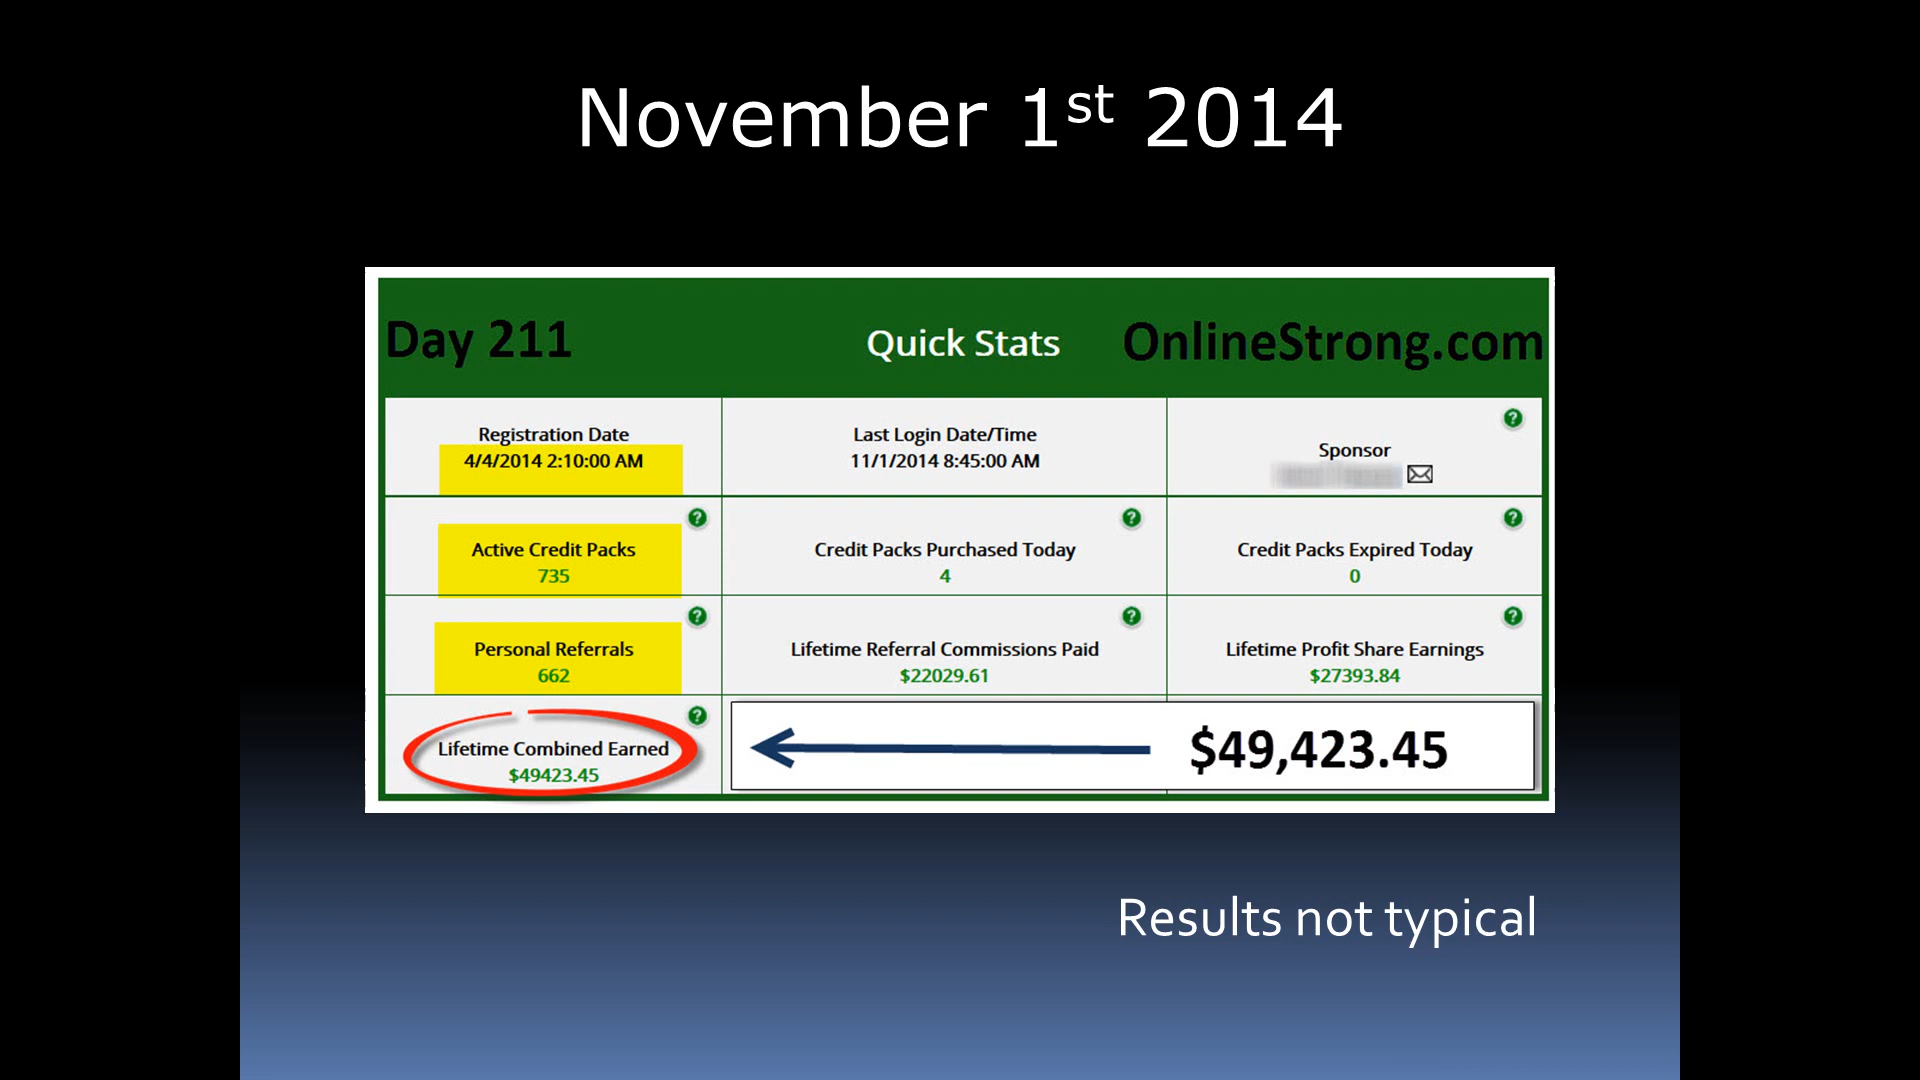 November 1st 2014
Day 211
Quick Stats
OnlineStrong.com
Registration Date
4/4/2014 2:10:00 AM
Last Login Date/Time
11/1/2014 8:45:00 AM
Sponsor
Active Credit Packs
735
Credit Packs Purchased Today
4
Credit Packs Expired Today
0
Personal Referrals
662
Lifetime Referral Commissions Paid
$22029.61
Lifetime Profit Share Earnings
$27393.84
Lifetime Combined Earned
$49423.45
$49,423.45
Results not typical